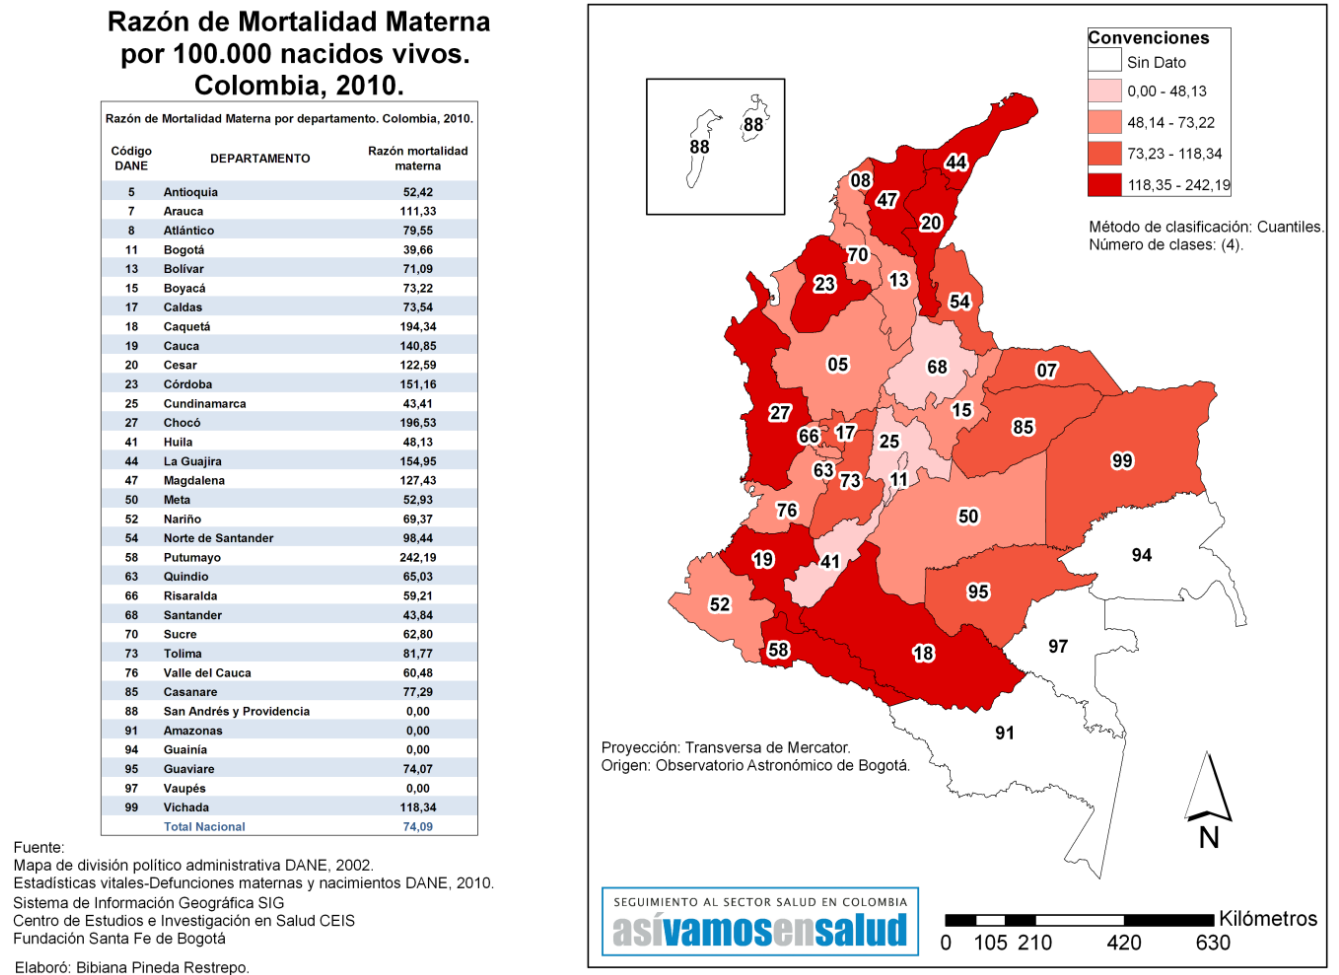 Razón de Mortalidad Materna
por 100.000 nacidos vivos.
Colombia, 2010.
Razón de Mortalidad Materna por departamento. Colombia, 2010.
Código DANE DEPARTAMENTO Razón mortalidad materna
5 Antioquia 52,42
7 Arauca 111,33
8 Atlántico 79,55
11 Bogotá 39,66
13 Bolívar 71,09
15 Boyacá 73,22
17 Caldas 73,54
18 Caquetá 194,34
19 Cauca 140,85
20 Cesar 122,59
23 Córdoba 151,16
25 Cundinamarca 43,41
27 Chocó 196,53
41 Huila 48,13
44 La Guajira 154,95
47 Magdalena 127,43
50 Meta 52,93
52 Nariño 69,37
54 Norte de Santander 98,44
58 Putumayo 242,19
63 Quindio 65,03
66 Risaralda 59,21
68 Santander 43,84
70 Sucre 62,80
73 Tolima 81,77
76 Valle del Cauca 60,48
85 Casanare 77,29
88 San Andrés y Providencia 0,00
91 Amazonas 0,00
94 Guainía 0,00
95 Guaviare 74,07
97 Vaupés 0,00
99 Vichada 118,34
Total Nacional 74,09
Fuente:
Mapa de división político administrativa DANE, 2002.
Estadísticas vitales-Defunciones maternas y nacimientos DANE, 2010.
Sistema de Información Geográfica SIG
Centro de Estudios e Investigación en Salud CEIS
Fundación Santa Fe de Bogotá
Elaboró: Bibiana Pineda Restrepo.
Convenciones
Sin Dato
0,00 - 48,13
48,14 - 73,22
73,23 - 118,34
118,35 - 242,19
Método de clasificación: Cuantiles.
Número de clases: (4).
88
88
44
08
47
20
70
13
23
54
05
68
07
27
15
85
66
17
25
99
63
73
11
76
50
19
41
94
52
95
58
18
97
91
Proyección: Transversa de Mercator.
Origen: Observatorio Astronómico de Bogotá.
N
SEGUIMIENTO AL SECTOR SALUD EN COLOMBIA
asívamosensalud
Kilómetros
0 105 210 420 630